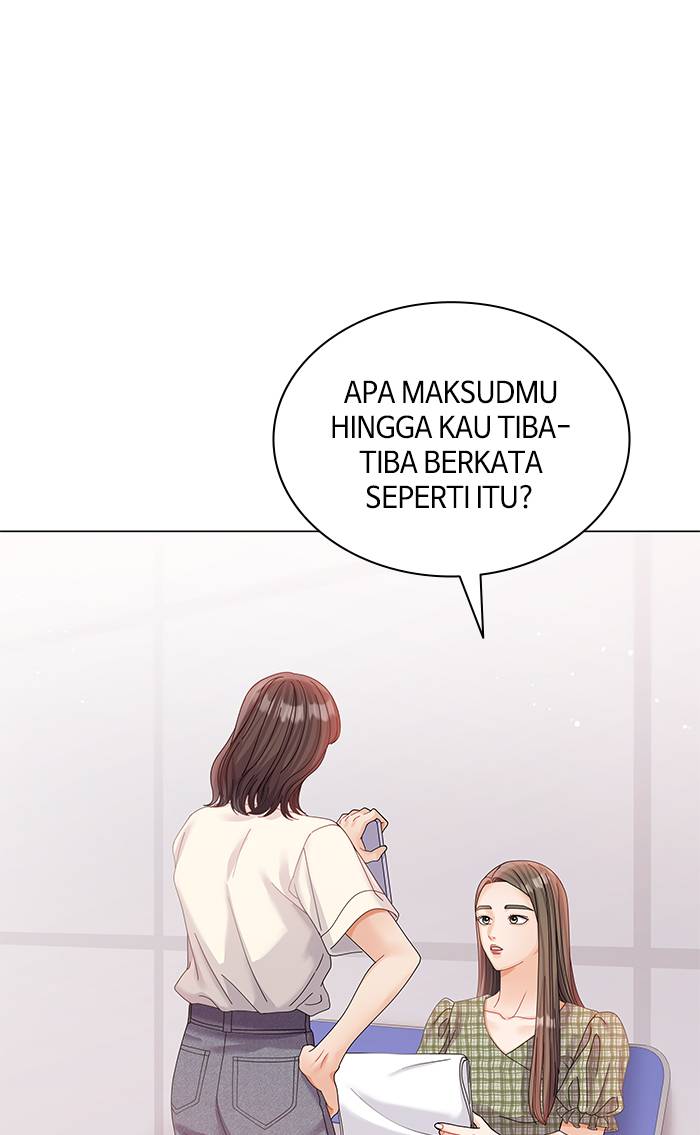 APA MAKSUDMU
HINGGA KAU TIBA-
TIBA BERKATA
SEPERTI ITU?